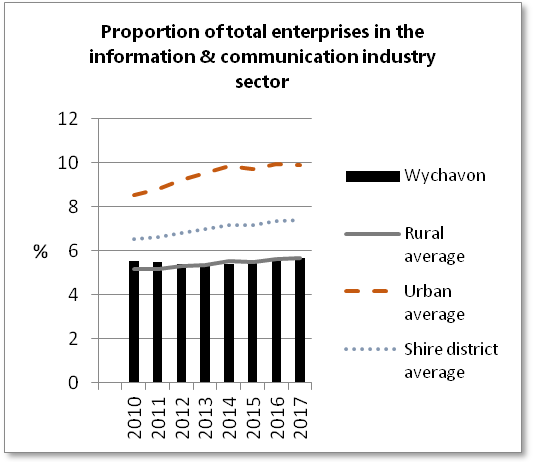 Proportion of total enterprises in the
information & communication industry
sector
12
10
8
6
4
2
0
%
2010
2011
2012
2013
2014
2015
2016
2017
Wychavon
Rural
average
Urban
average
Shire district
average